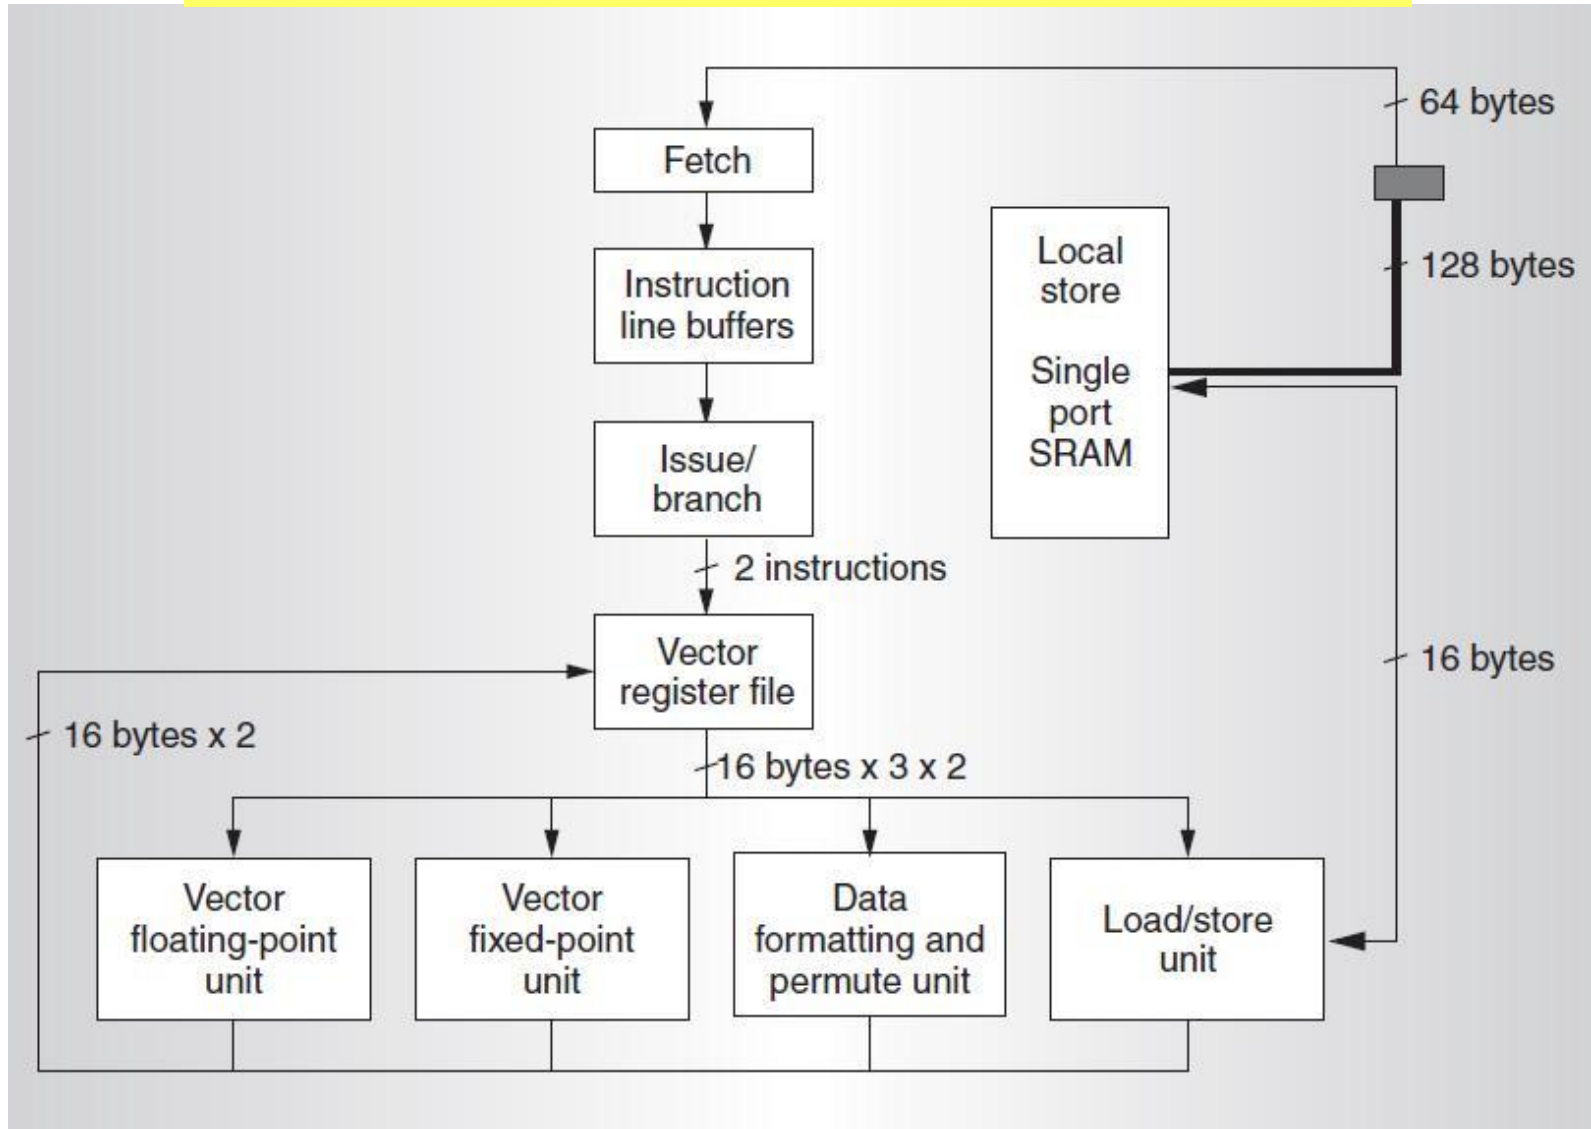 64 bytes
Fetch
Local
store
128 bytes
Instruction
line buffers
Single
port
SRAM
Issue/
branch
2 instructions
Vector
register file
16 bytes
16 bytes x 2
16 bytes x 3 x 2
Vector
floating-point
unit
Vector
fixed-point
unit
Data
formatting and
permute unit
Load/store
unit